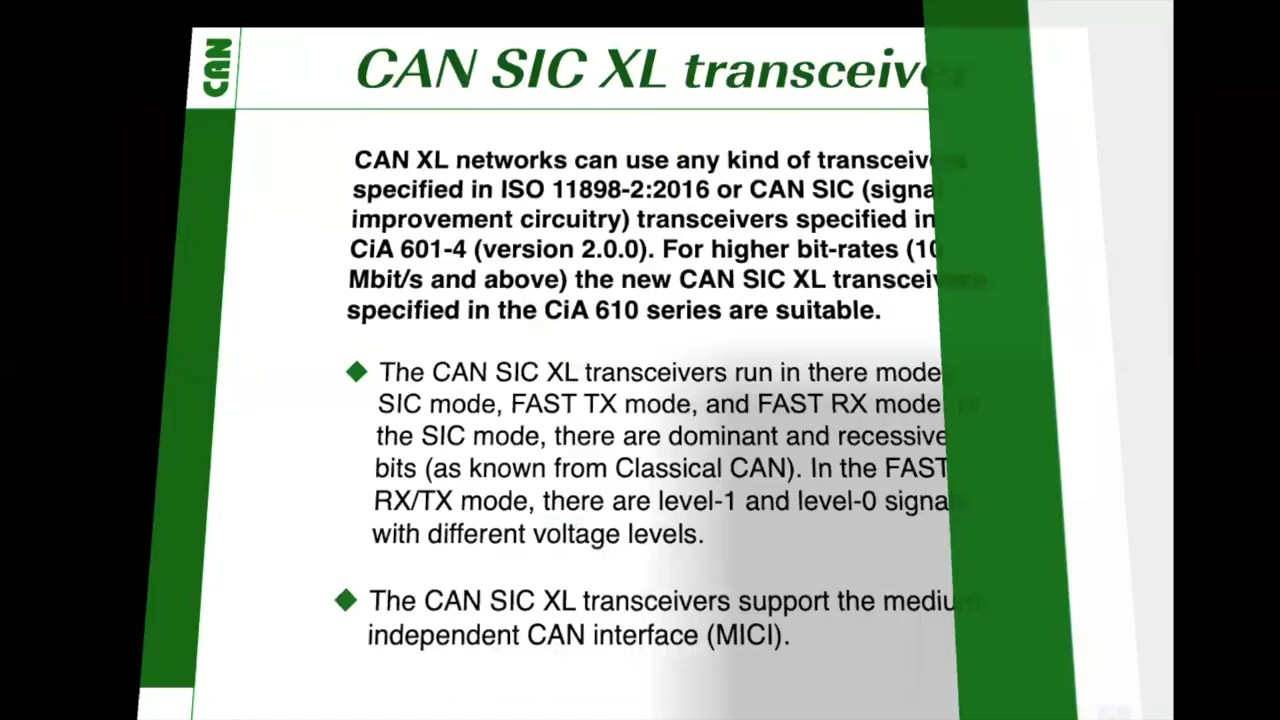 CAN
CAN SIC XL transceiver
CAN XL networks can use any kind of transceivers
specified in ISO 11898-2:2016 or CAN SIC (signal
improvement circuitry) transceivers specified in
CiA 601-4 (version 2.0.0). For higher bit-rates (10
Mbit/s and above) the new CAN SIC XL transceivers
specified in the CiA 610 series are suitable.
The CAN SIC XL transceivers run in there mode
SIC mode, FAST TX mode, and FAST RX mode
the SIC mode, there are dominant and recessive
bits (as known from Classical CAN). In the FAST
RX/TX mode, there are level-1 and level-0 signals
with different voltage levels.
The CAN SIC XL transceivers support the medium
independent CAN interface (MICI).